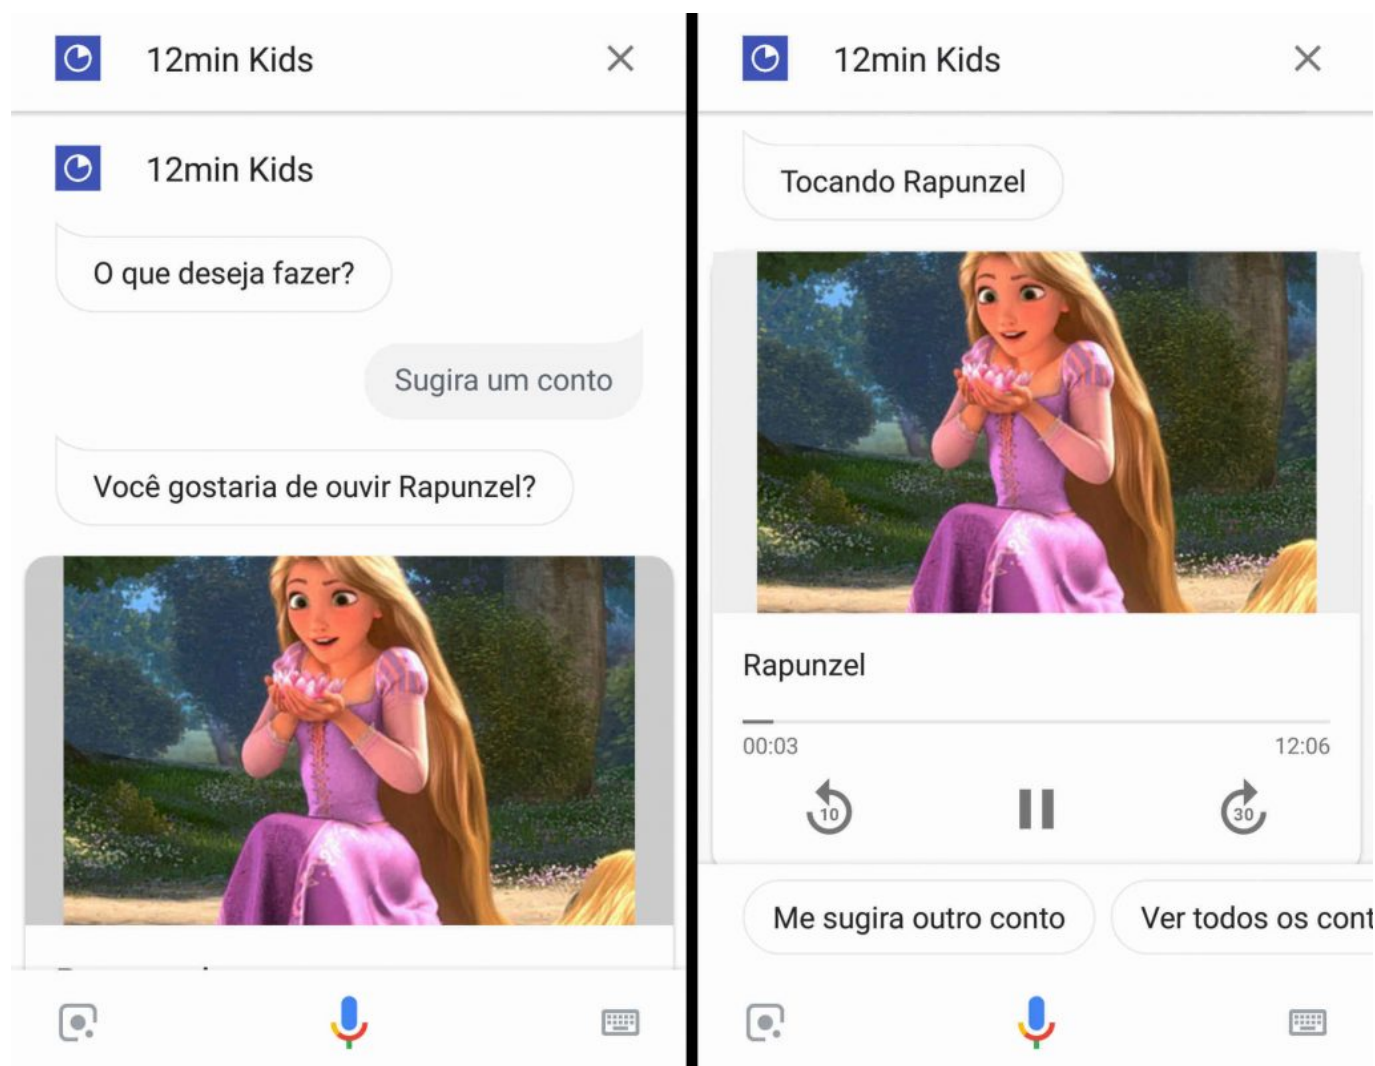 12min Kids
12min Kids
O que deseja fazer?
Sugira um conto
Você gostaria de ouvir Rapunzel?
12min Kids
Tocando Rapunzel
Rapunzel
00:03
12:06
10
30
Me sugira outro conto
Ver todos os cont